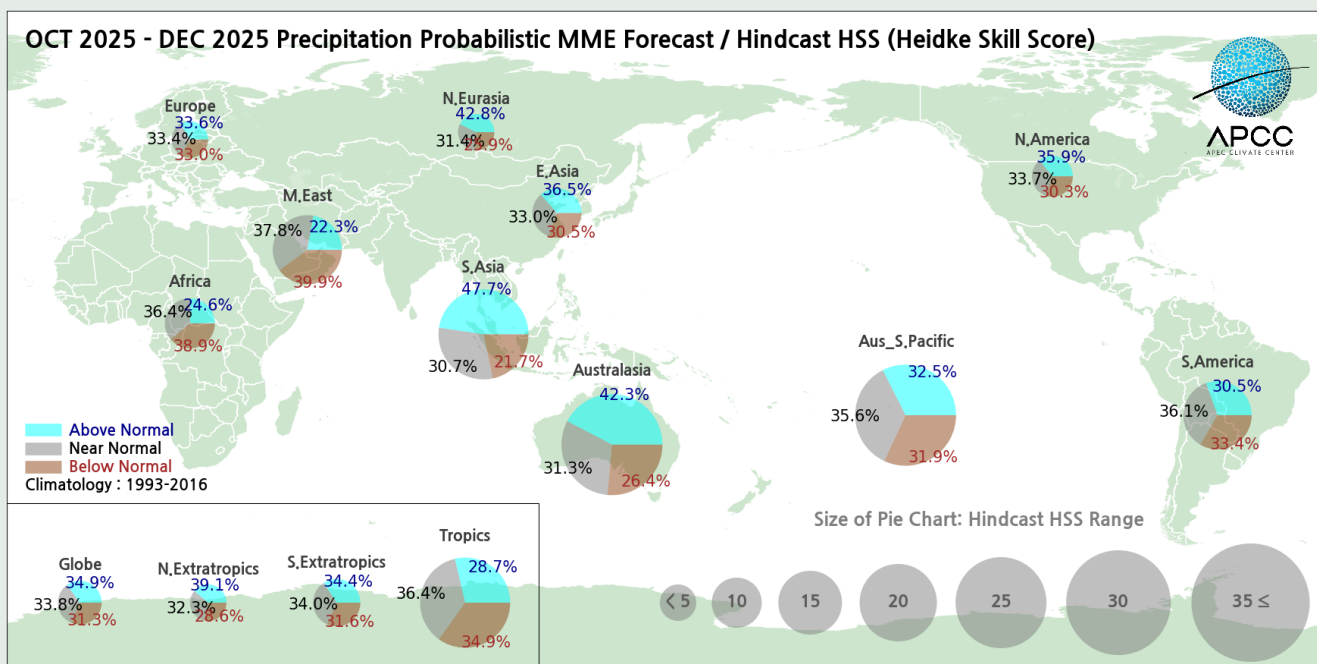 OCT 2025 - DEC 2025 Precipitation Probabilistic MME Forecast / Hindcast HSS (Heidke Skill Score)
APCC
APEC CLIMATE CENTER
Europe
33.6%
33.4%
33.0%
N.Eurasia
42.8%
31.4%
25.9%
N.America
35.9%
33.7%
30.3%
E.Asia
36.5%
33.0%
30.5%
M.East
22.3%
37.8%
39.9%
S.Asia
47.7%
30.7%
21.7%
Africa
24.6%
36.4%
38.9%
Australasia
42.3%
31.3%
26.4%
Aus_S.Pacific
32.5%
35.6%
31.9%
S.America
30.5%
36.1%
33.4%
Above Normal
Near Normal
Below Normal
Climatology : 1993-2016
Size of Pie Chart: Hindcast HSS Range
< 5 10 15 20 25 30 35 ≤
Globe
34.9%
33.8%
31.3%
N.Extratropics
39.1%
32.3%
28.6%
S.Extratropics
34.4%
34.0%
31.6%
Tropics
28.7%
36.4%
34.9%